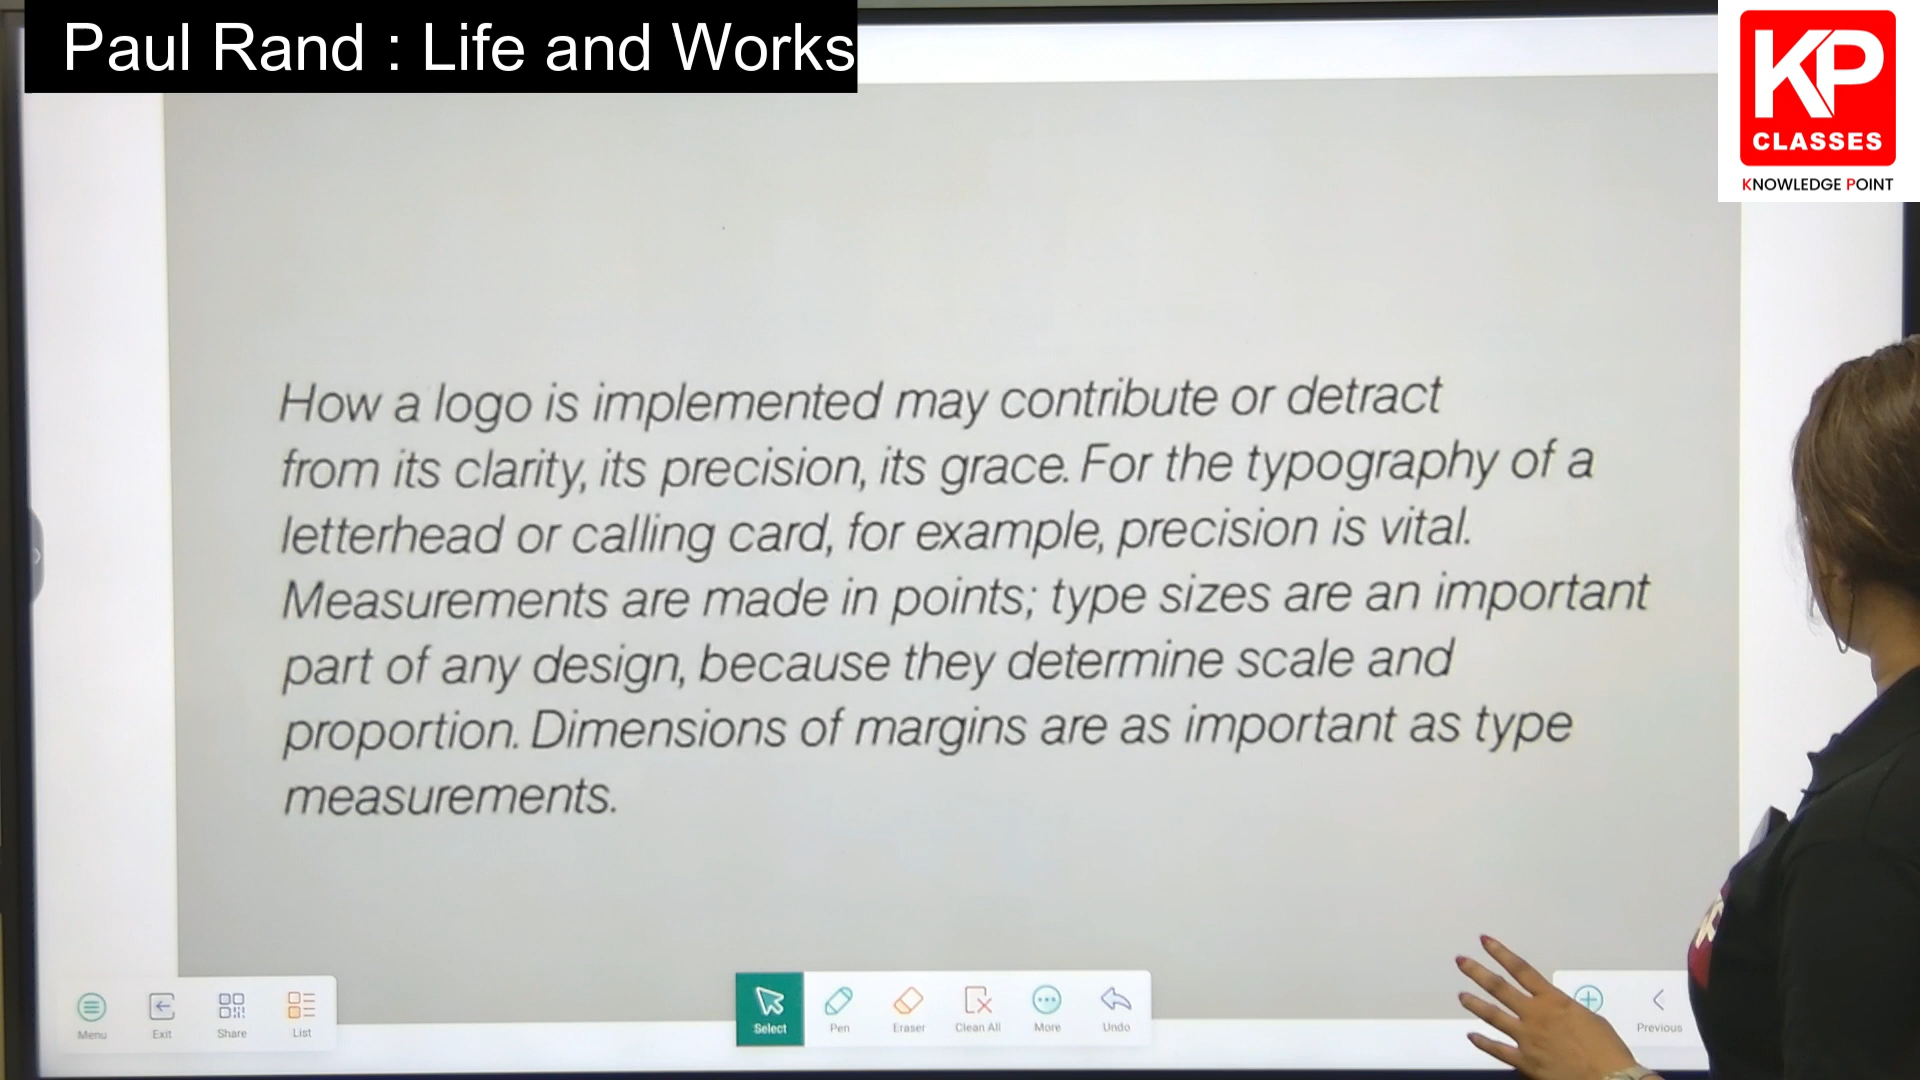 Paul Rand : Life and Works
KP
CLASSES
KNOWLEDGE POINT
How a logo is implemented may contribute or detract
from its clarity, its precision, its grace. For the typography of a
letterhead or calling card, for example, precision is vital.
Measurements are made in points; type sizes are an important
part of any design, because they determine scale and
proportion. Dimensions of margins are as important as type
measurements.
Menu
Exit
Share
List
Select
Pen
Eraser
Clean All
More
Undo
Previous